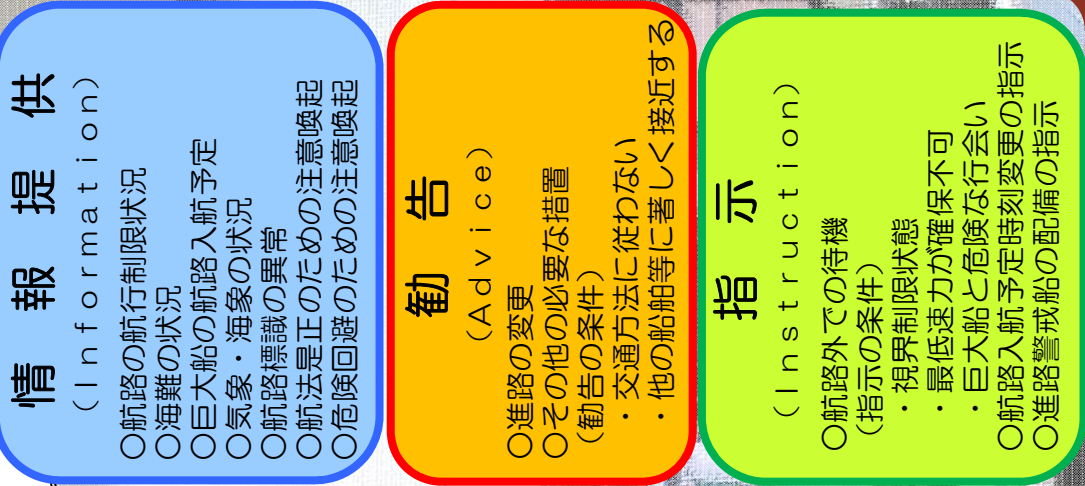 情報提供
（Information）
○航路の航行制限状況
○海難の状況
○巨大船の航路入航予定
○気象・海象の状況
○航路標識の異常
○航法是正のための注意喚起
○危険回避のための注意喚起
勧告
（Advice）
○進路の変更
○その他の必要な措置
（勧告の条件）
・交通方法に従わない
・他の船舶等に著しく接近する
指示
（Instruction）
○航路外での待機
（指示の条件）
・視界制限状態
・最低速力が確保不可
・巨大船と危険な行会い
○航路入航予定時刻変更の指示
○進路警戒船の配備の指示